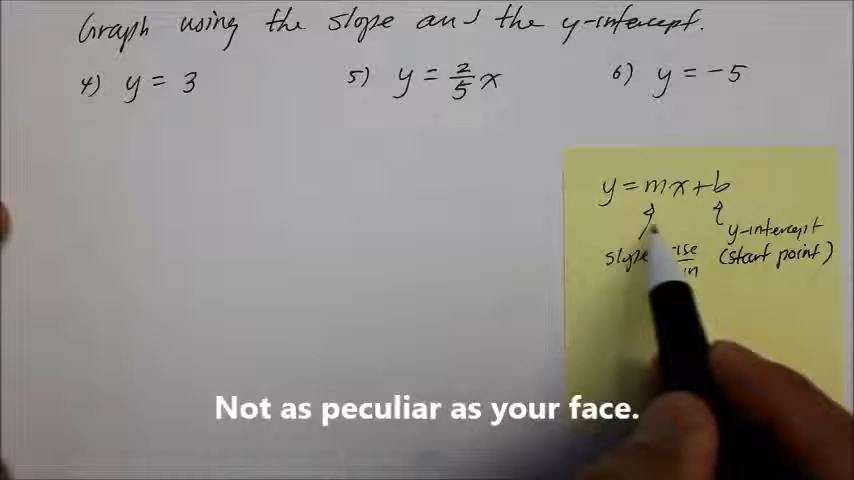 Graph using the slope and the y-intercept.
4) y = 3 5) y = 2/5 x 6) y = -5
y = mx + b
y-intercept
slope rise (start point)
Not as peculiar as your face.